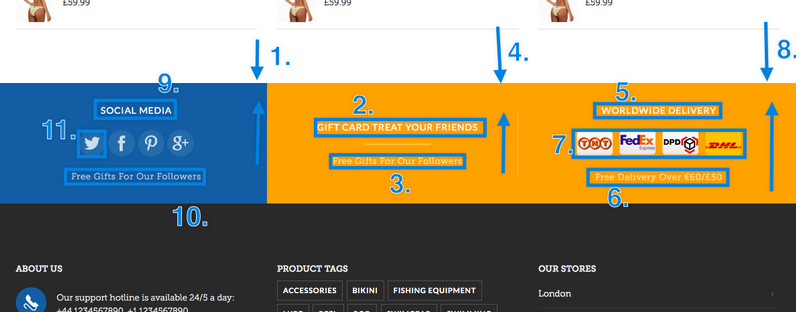 £59.99
£59.99
£59.99
1.
4.
8.
9.
SOCIAL MEDIA
11.
Free Gifts For Our Followers
10.
2.
GIFT CARD TREAT YOUR FRIENDS
Free Gifts For Our Followers
3.
5.
WORLDWIDE DELIVERY
7.
TNT FedEx Express DPD DHL
Free Delivery Over €60/£50
6.
ABOUT US
Our support hotline is available 24/5 a day:
+44 1234567890, +1 1234567890
PRODUCT TAGS
ACCESSORIES BIKINI FISHING EQUIPMENT
OUR STORES
London